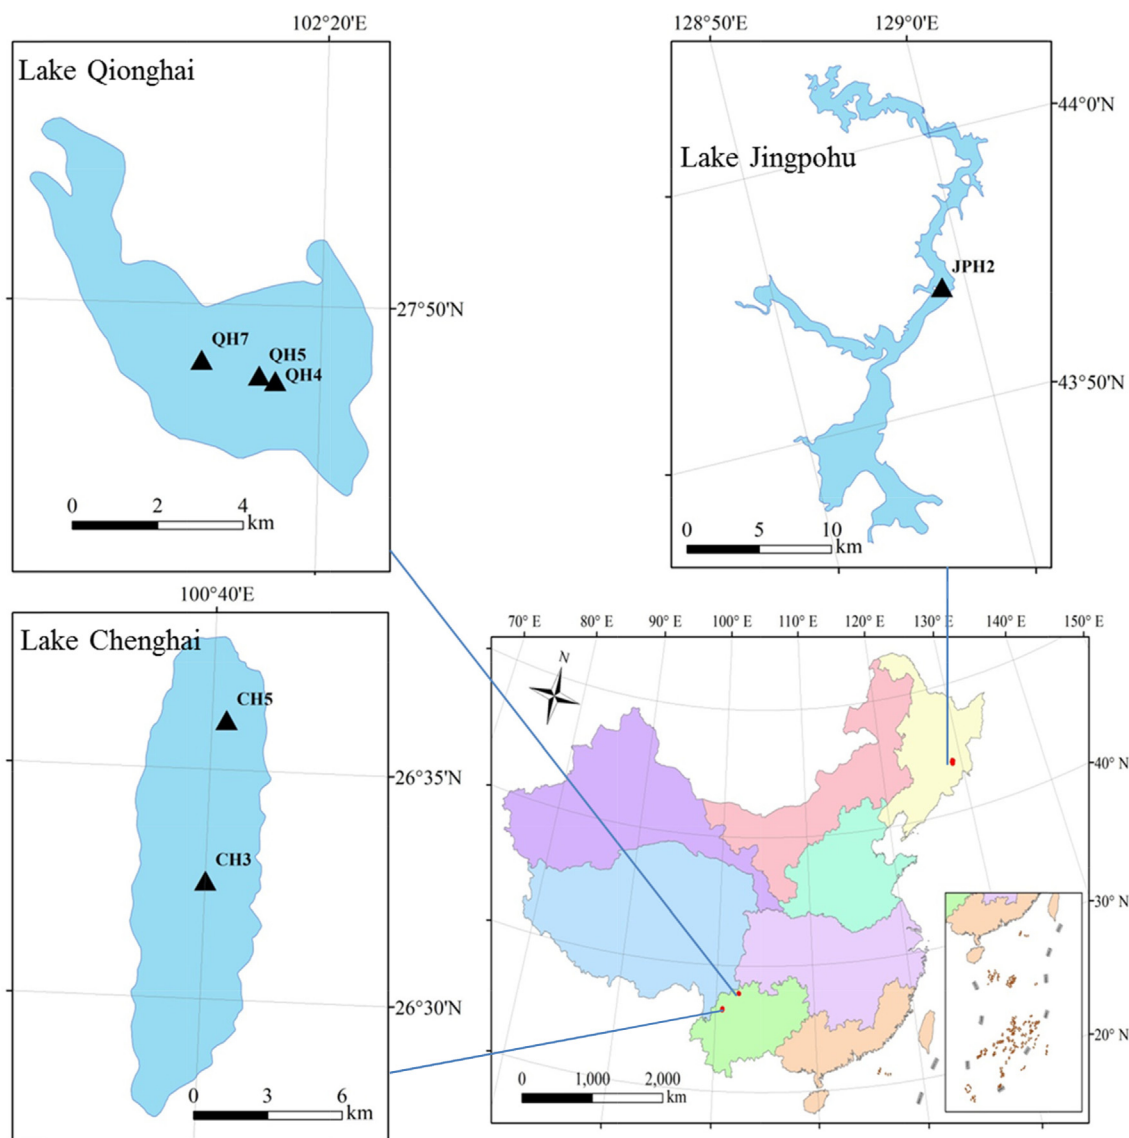 102°20'E
Lake Qionghai
27°50'N
QH7
QH5
QH4
0 2 4
km
128°50'E 129°0'E
44°0'N
Lake Jingpohu
JPH2
43°50'N
0 5 10
km
100°40'E
Lake Chenghai
CH5
26°35'N
CH3
26°30'N
0 3 6
km
70° E 80° E 90° E 100° E 110° E 120° E 130° E 140° E 150° E
N
40° N
30° N
20° N
0 1,000 2,000
km